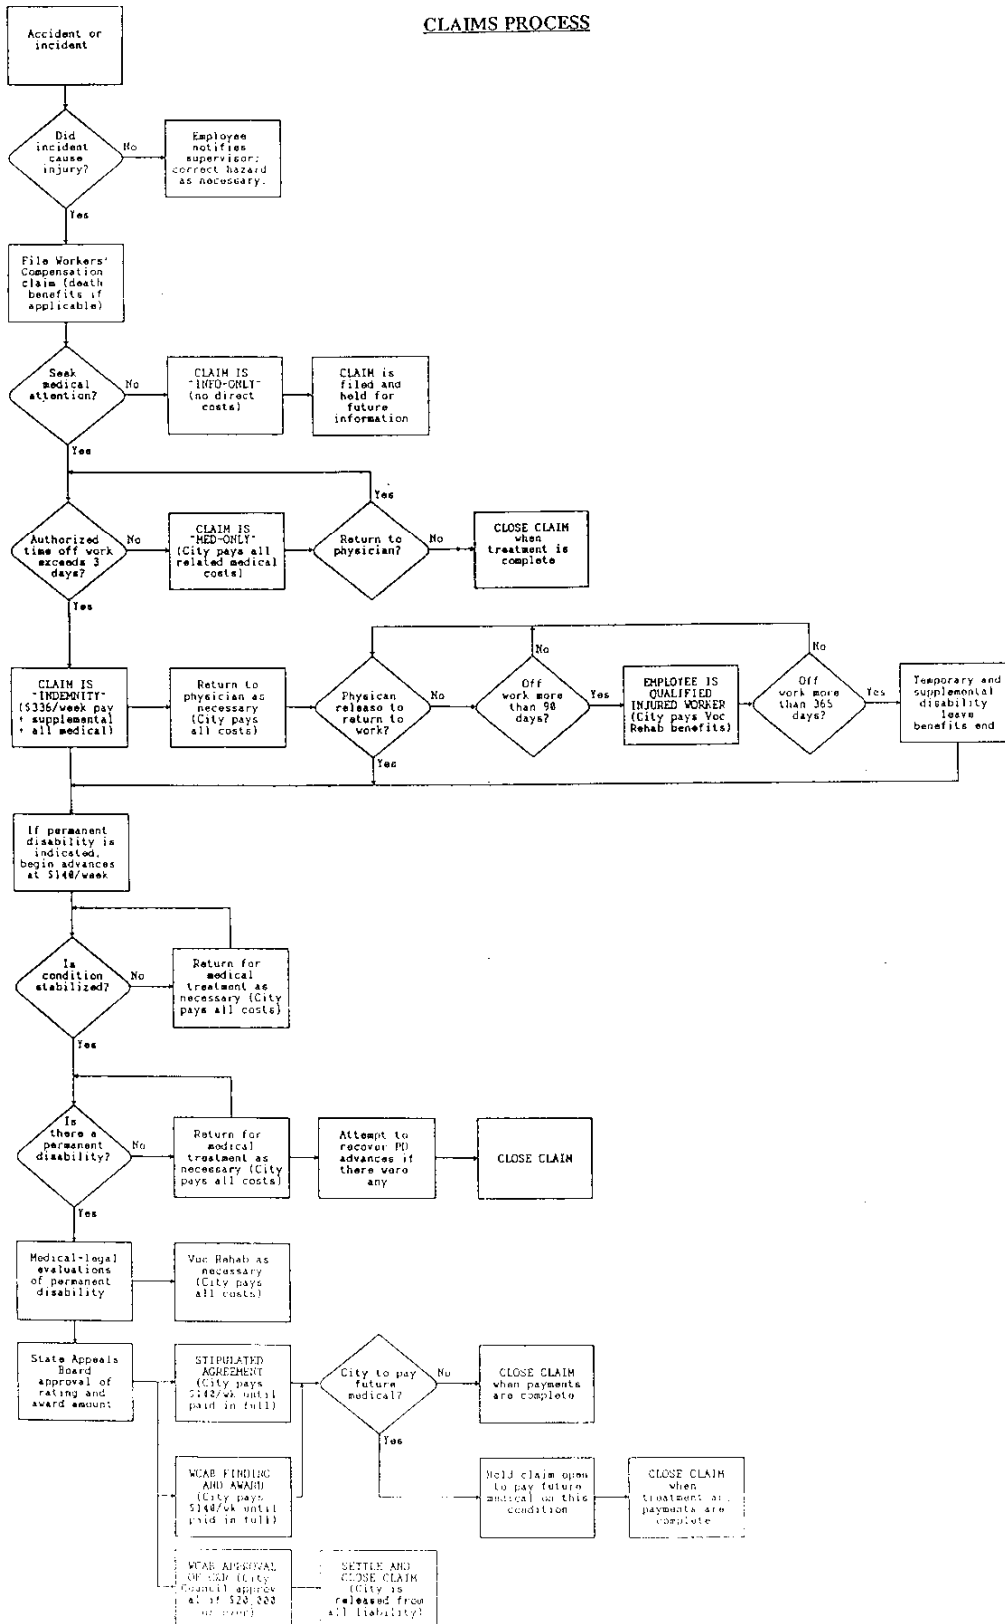 CLAIMS PROCESS
Accident or
incident
Did
incident
cause
injury?
No
Employee
notifies
supervisor;
correct hazard
as necessary.
Yes
File Workers'
Compensation
claim (death
benefits if
applicable)
Seek
medical
attention?
No
CLAIM IS
"INFO-ONLY"
(no direct
costs)
CLAIM is
filed and
held for
future
information
Yes
Yes
Authorized
time off work
exceeds 3
days?
No
CLAIM IS
"MED-ONLY"
(City pays all
related medical
costs)
Return to
physician?
No
CLOSE CLAIM
when
treatment is
complete
Yes
CLAIM IS
"INDEMNITY"
($336/week pay
+ supplemental
+ all medical)
Return to
physician as
necessary
(City pays
all costs)
Physican
release to
return to
work?
No
No
Off
work more
than 90
days?
Yes
EMPLOYEE IS
QUALIFIED
INJURED WORKER
(City pays Voc
Rehab benefits)
No
Off
work more
than 365
days?
Yes
Temporary and
supplemental
disability
leave
benefits end
Yes
If permanent
disability is
indicated,
begin advances
at $140/week
Is
condition
stabilized?
No
Return for
medical
treatment as
necessary (City
pays all costs)
Yes
Is
there a
permanent
disability?
No
Return for
medical
treatment as
necessary (City
pays all costs)
Attempt to
recover PD
advances if
there were
any
CLOSE CLAIM
Yes
Medical-legal
evaluations
of permanent
disability
Voc Rehab as
necessary
(City pays
all costs)
State Appeals
Board
approval of
rating and
award amount
STIPULATED
AGREEMENT
(City pays
$140/wk until
paid in full)
City to pay
future
medical?
No
CLOSE CLAIM
when payments
are complete
Yes
WCAB FINDING
AND AWARD
(City pays
$140/wk until
paid in full)
Hold claim open
to pay future
medical on this
condition
CLOSE CLAIM
when
treatment
payments are
complete
WCAB APPROVAL
OF C&R (City
Council approv
al if $20,000
or over)
SETTLE AND
CLOSE CLAIM
(City is
released from
all liability)